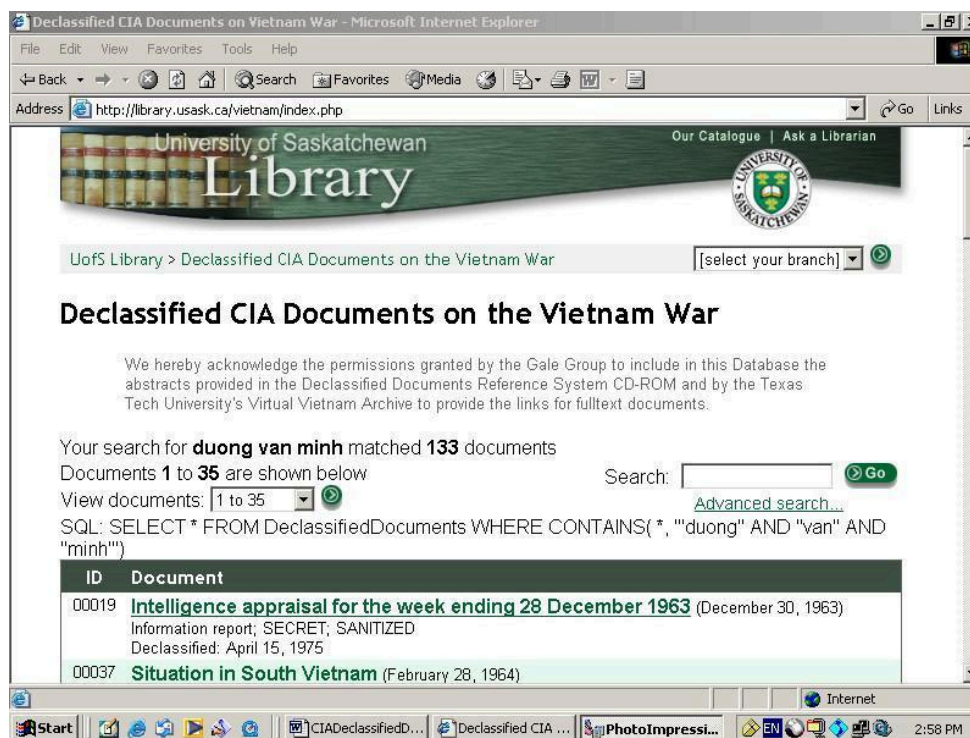 Declassified CIA Documents on Vietnam War - Microsoft Internet Explorer
File Edit View Favorites Tools Help
Back Search Favorites Media
Address http://library.usask.ca/vietnam/index.php Go Links
University of Saskatchewan
Library
Our Catalogue | Ask a Librarian
UNIVERSITY OF SASKATCHEWAN
UofS Library > Declassified CIA Documents on the Vietnam War [select your branch]
Declassified CIA Documents on the Vietnam War
We hereby acknowledge the permissions granted by the Gale Group to include in this Database the
abstracts provided in the Declassified Documents Reference System CD-ROM and by the Texas
Tech University's Virtual Vietnam Archive to provide the links for fulltext documents.
Your search for duong van minh matched 133 documents
Documents 1 to 35 are shown below
Search: Go
View documents: 1 to 35
Advanced search...
SQL: SELECT * FROM DeclassifiedDocuments WHERE CONTAINS( *, '"duong" AND "van" AND
"minh"')
ID Document
00019 Intelligence appraisal for the week ending 28 December 1963 (December 30, 1963)
Information report; SECRET; SANITIZED
Declassified: April 15, 1975
00037 Situation in South Vietnam (February 28, 1964)
Internet
Start CIADeclassifiedD... Declassified CIA ... PhotoImpressi... EN 2:58 PM